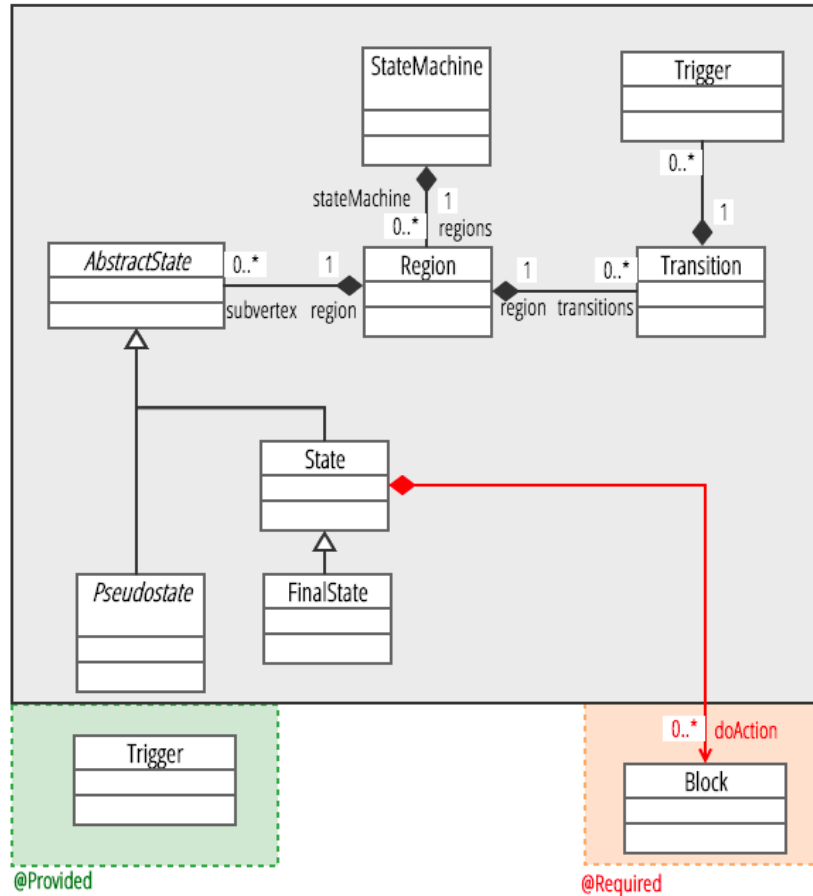 StateMachine
Trigger
0..*
stateMachine
1
1
0..*
regions
AbstractState
0..*
1
Region
1
0..*
Transition
subvertex
region
region
transitions
State
Pseudostate
FinalState
0..*
doAction
Trigger
Block
@Provided
@Required